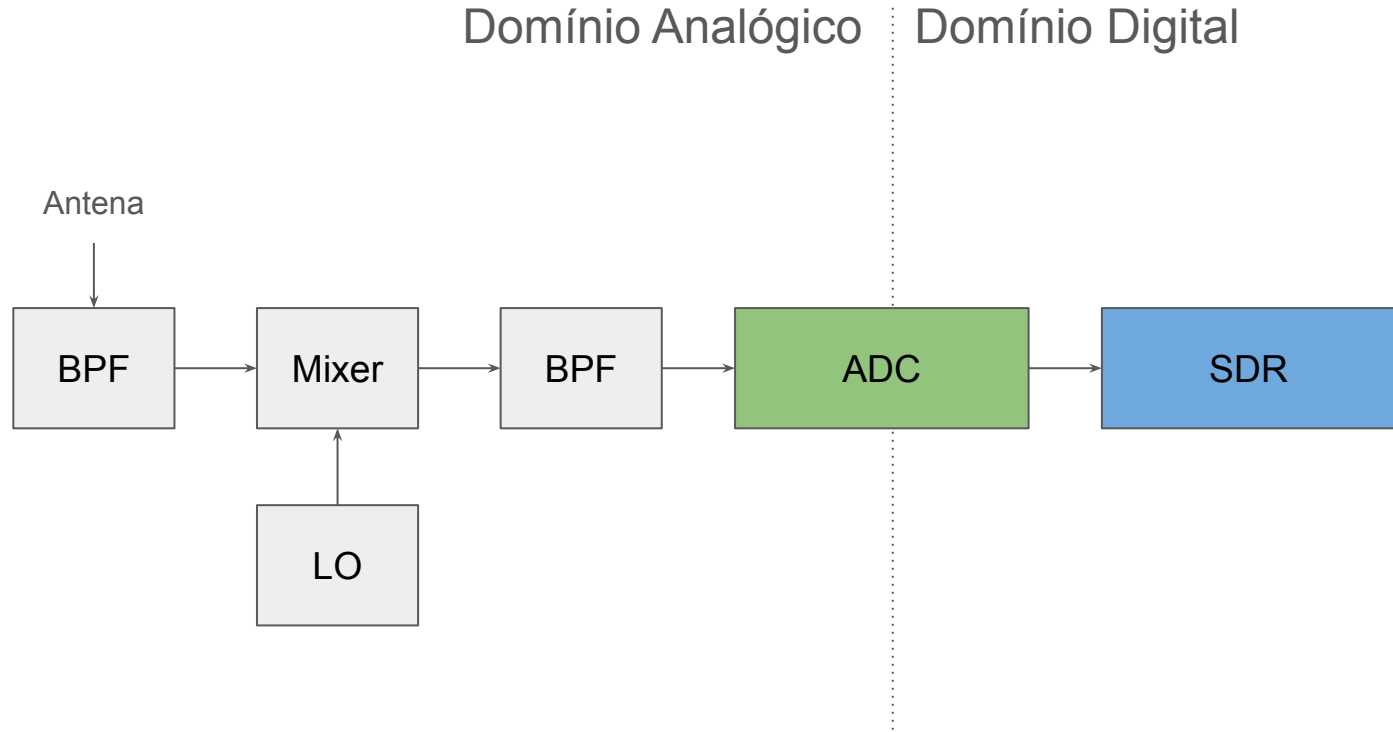 Domínio Analógico
Domínio Digital
Antena
BPF
Mixer
BPF
ADC
SDR
LO